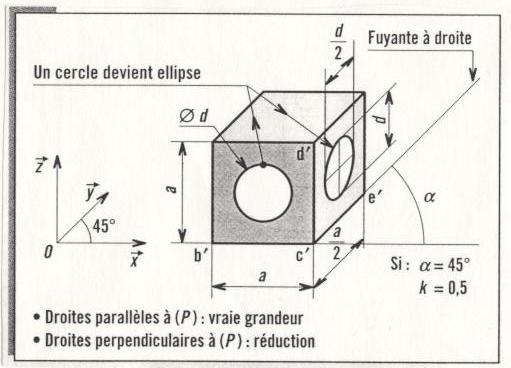 d
2
Fuyante à droite
Un cercle devient ellipse
Ø d
d
d'
z
y
a
e'
α
45°
0
x
b'
c'
a
2
Si : α = 45°
k = 0,5
a
• Droites parallèles à (P) : vraie grandeur
• Droites perpendiculaires à (P) : réduction